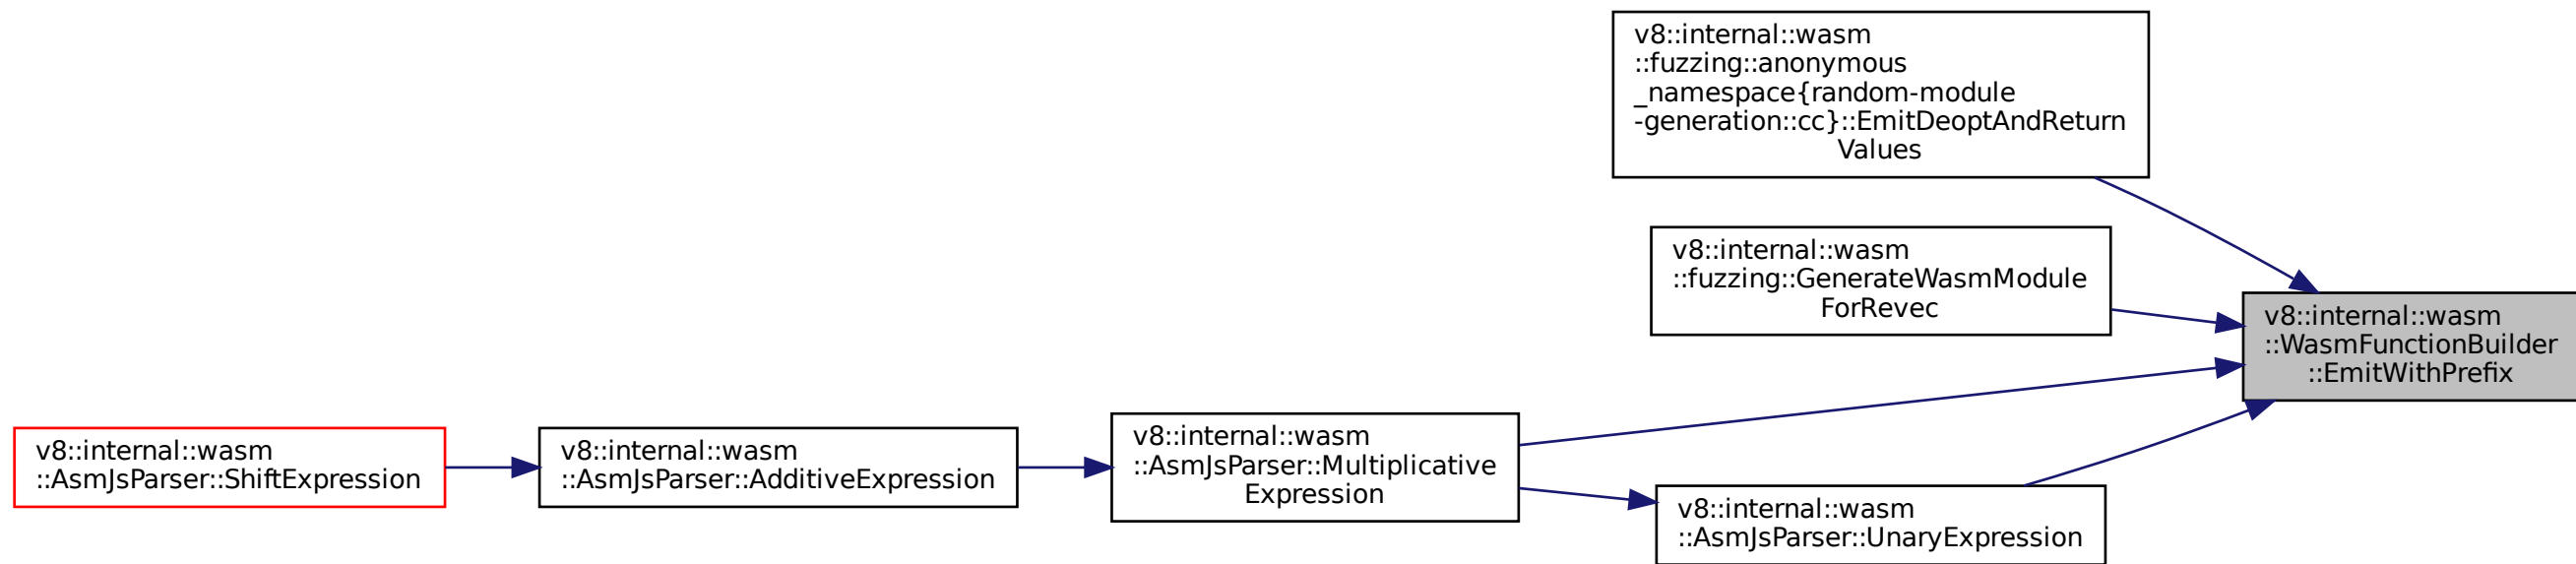 v8::internal::wasm
::fuzzing::anonymous
_namespace{random-module
-generation::cc}::EmitDeoptAndReturn
Values
v8::internal::wasm
::fuzzing::GenerateWasmModule
ForRevec
v8::internal::wasm
::WasmFunctionBuilder
::EmitWithPrefix
v8::internal::wasm
::AsmJsParser::ShiftExpression
v8::internal::wasm
::AsmJsParser::AdditiveExpression
v8::internal::wasm
::AsmJsParser::Multiplicative
Expression
v8::internal::wasm
::AsmJsParser::UnaryExpression